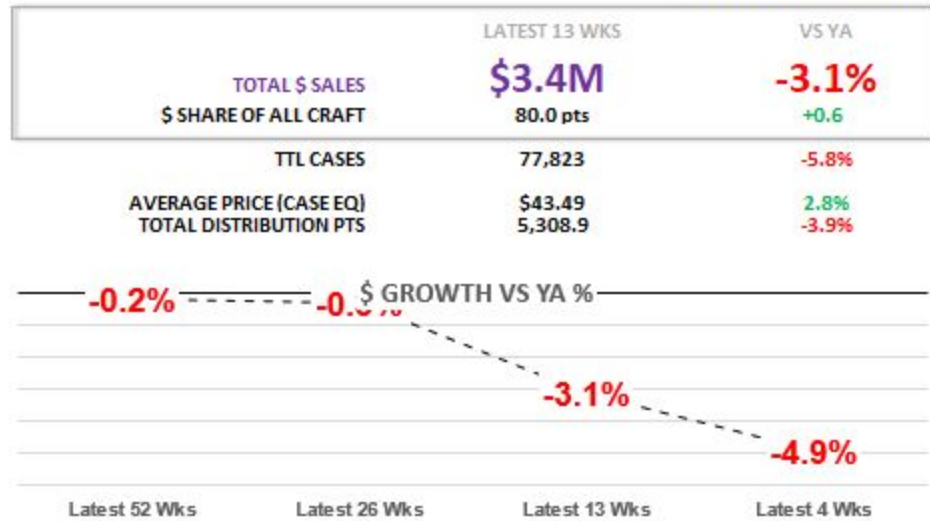 LATEST 13 WKS VS YA
TOTAL $ SALES $3.4M -3.1%
$ SHARE OF ALL CRAFT 80.0 pts +0.6
TTL CASES 77,823 -5.8%
AVERAGE PRICE (CASE EQ) $43.49 2.8%
TOTAL DISTRIBUTION PTS 5,308.9 -3.9%
$ GROWTH VS YA %
-0.2%
-3.1%
-4.9%
Latest 52 Wks Latest 26 Wks Latest 13 Wks Latest 4 Wks